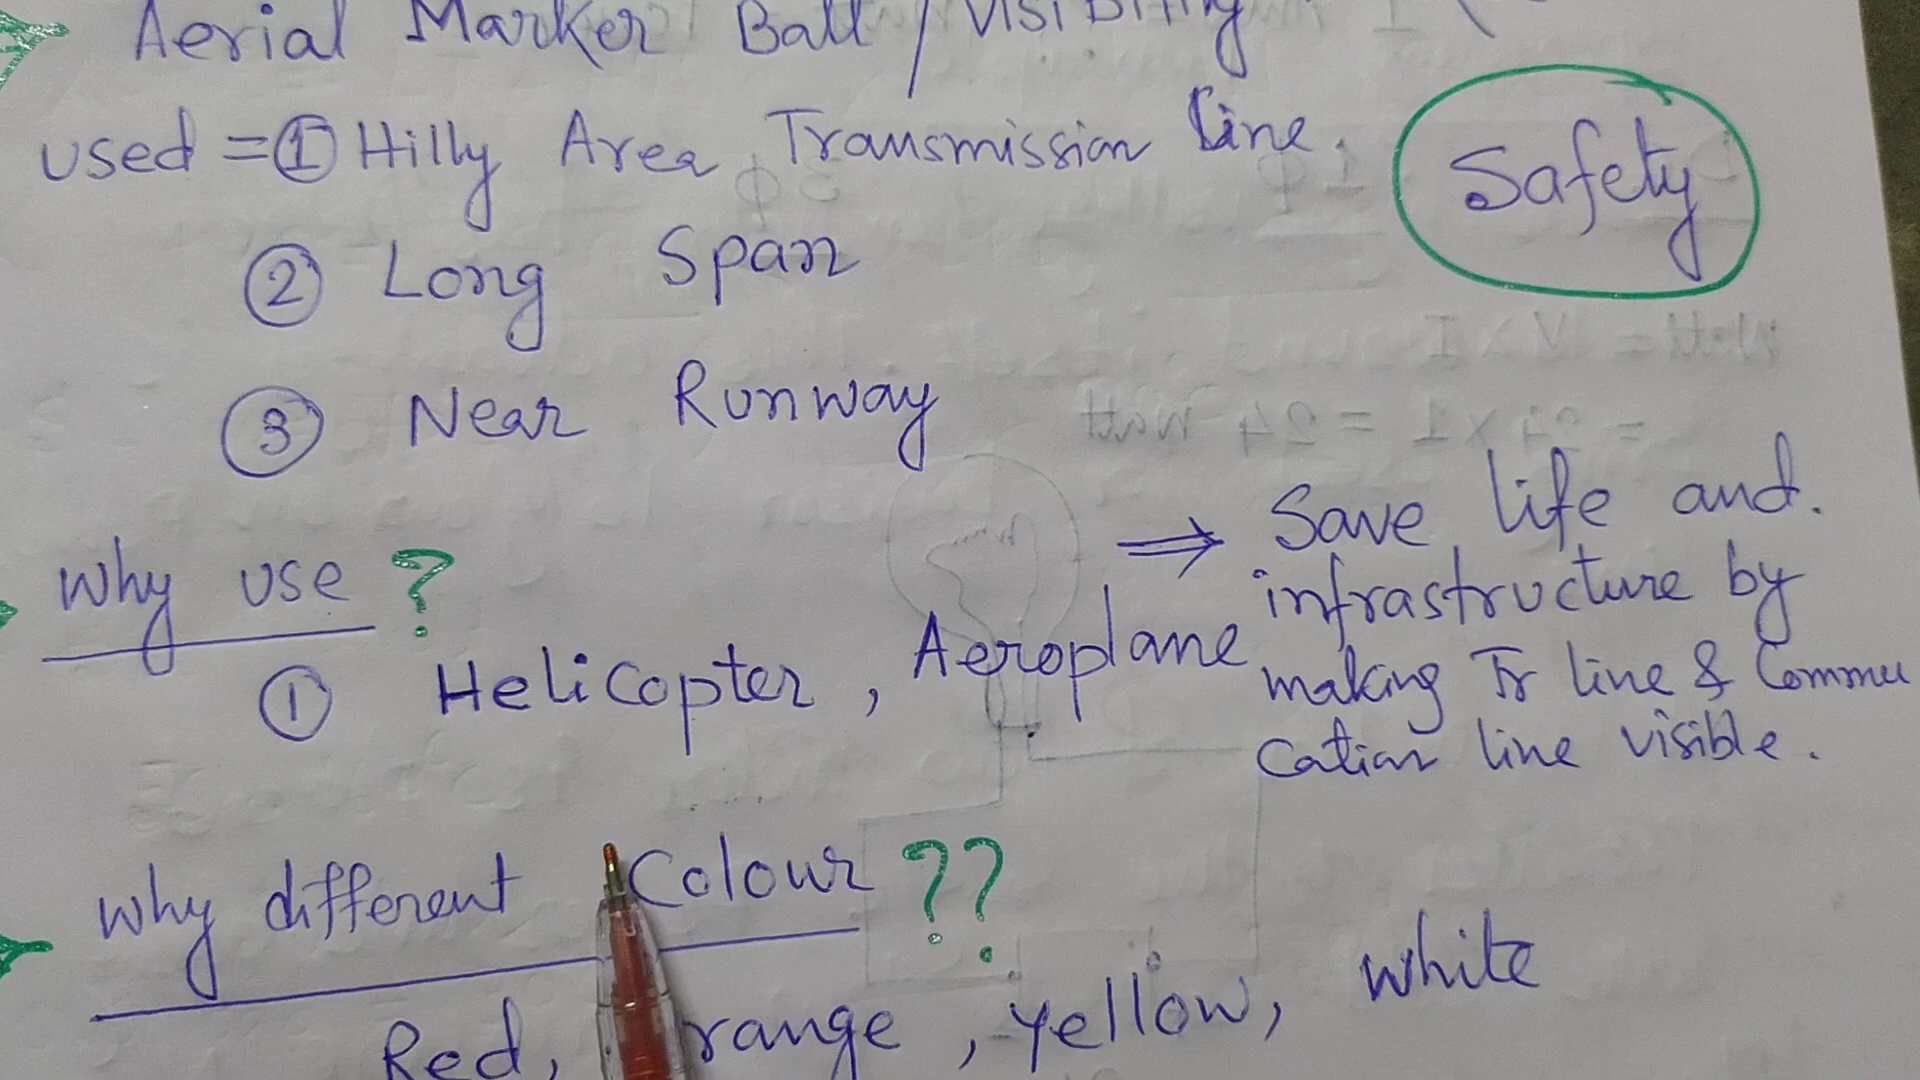 Aerial Marker Ball / Visibility
used = ① Hilly Area Transmission line.
Safety
② Long Span
③ Near Runway
Why use ?
① Helicopter, Aeroplane
⇒ Save life and.
infrastructure by
making Tr line & Commu
cation line visible.
Why different Colour ??
Red, range, yellow, white